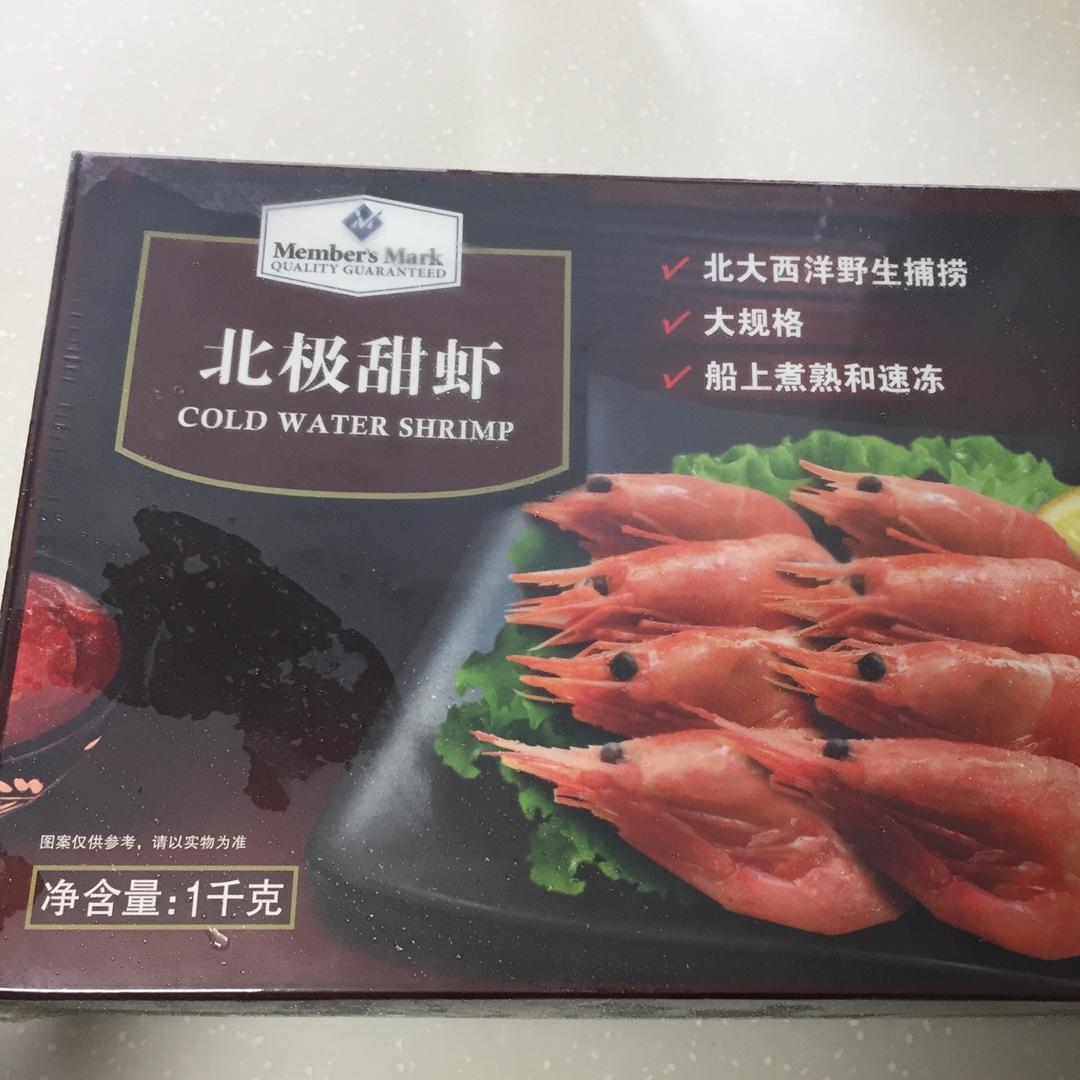 Member's Mark
QUALITY GUARANTEED
北极甜虾
COLD WATER SHRIMP
✓ 北大西洋野生捕捞
✓ 大规格
✓ 船上煮熟和速冻
图案仅供参考，请以实物为准
净含量:1千克